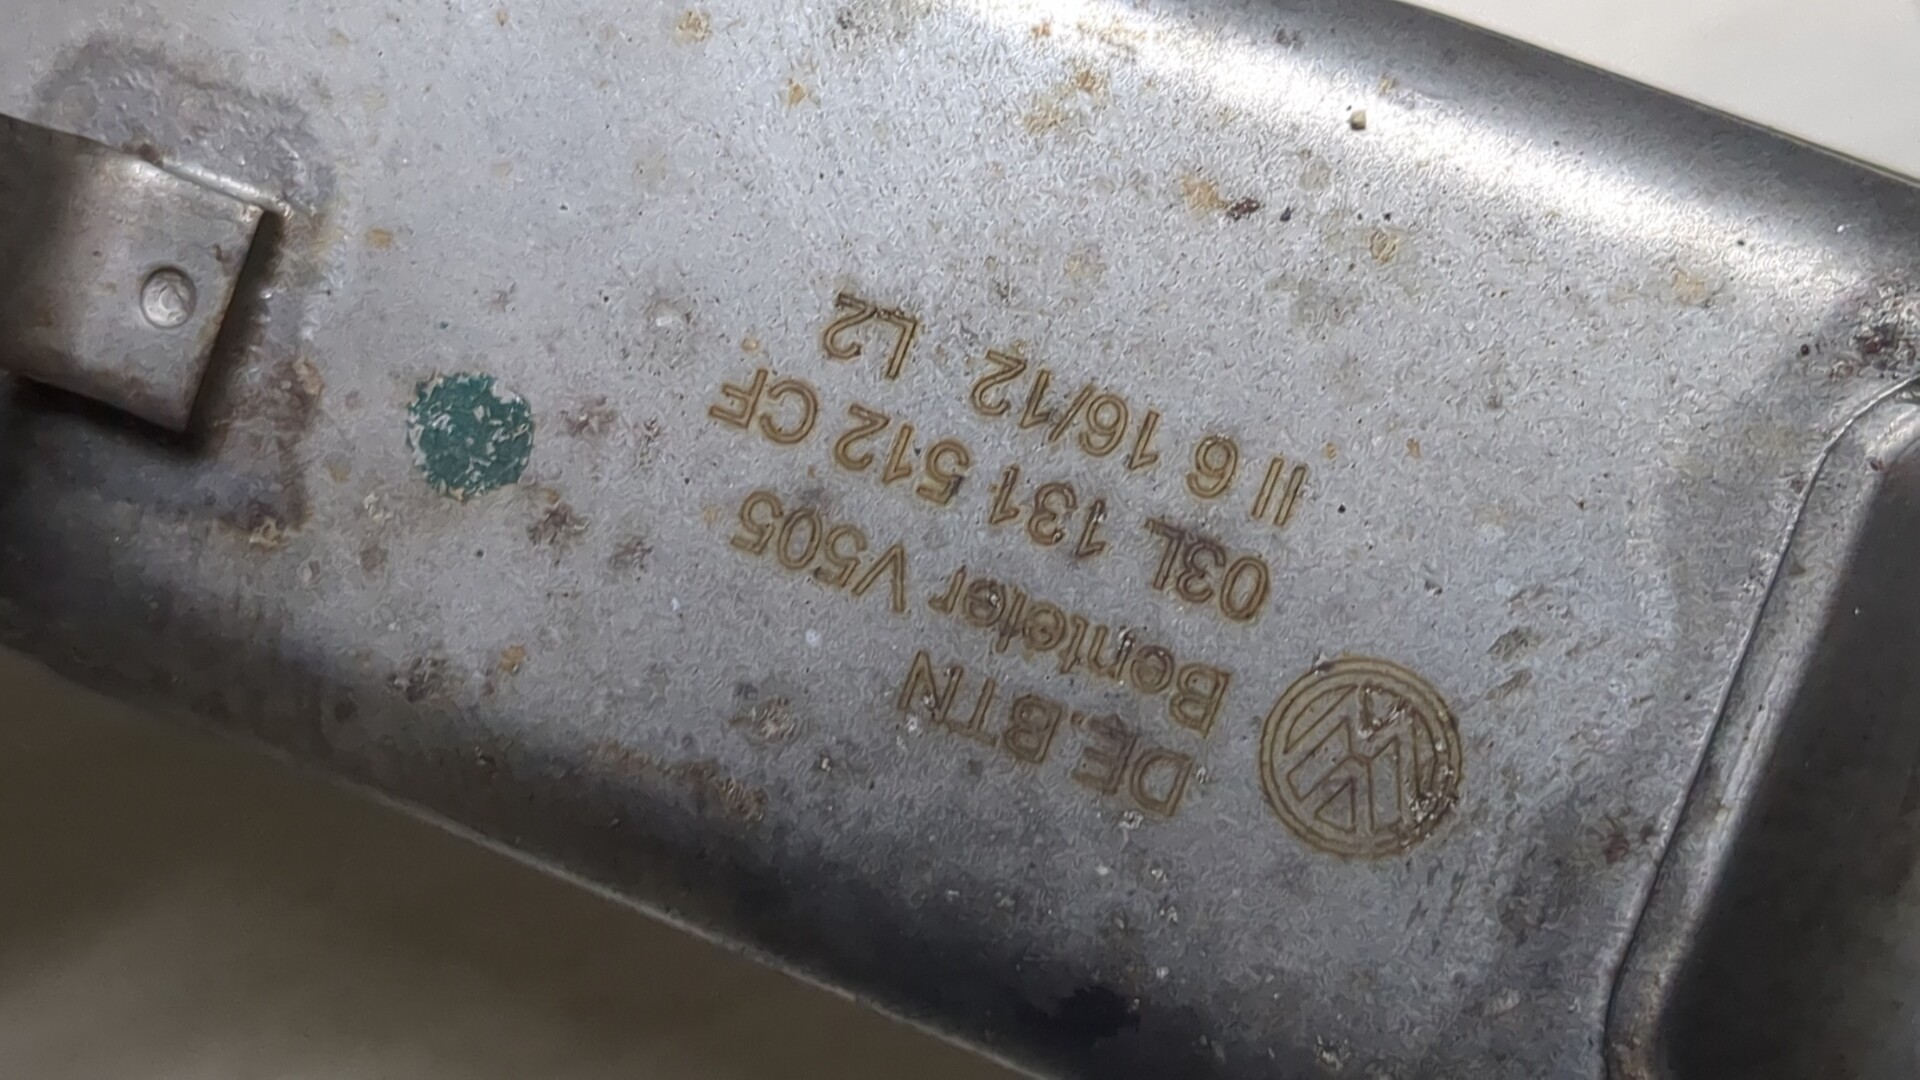 DE.BTN
Benteler V505
03L 131 512 CF
II 6 16/12 L2